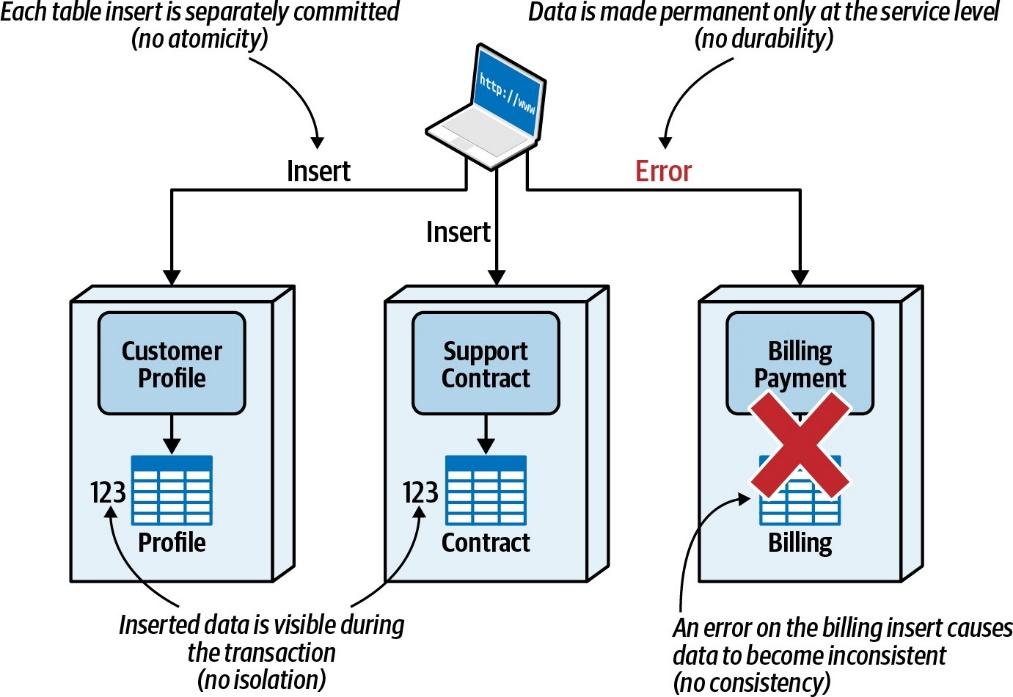 Each table insert is separately committed
(no atomicity)
Data is made permanent only at the service level
(no durability)
http://www
Insert
Error
Insert
Customer
Profile
Support
Contract
Billing
Payment
123
Profile
123
Contract
Billing
Inserted data is visible during
the transaction
(no isolation)
An error on the billing insert causes
data to become inconsistent
(no consistency)